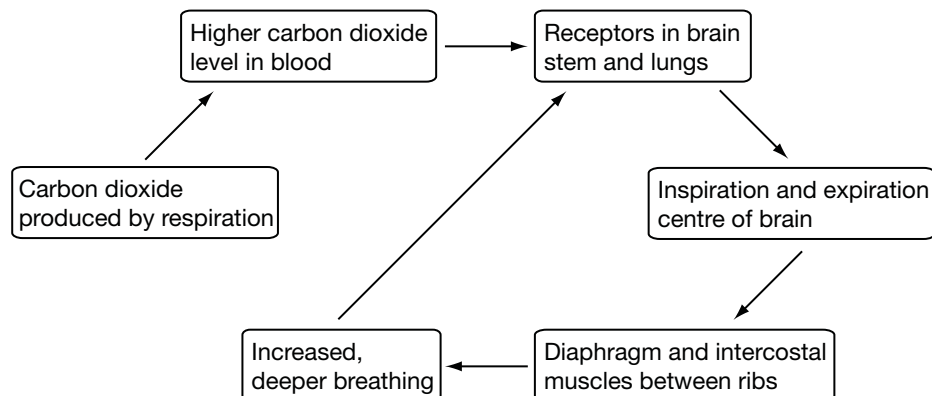 Higher carbon dioxide
level in blood
Receptors in brain
stem and lungs
Carbon dioxide
produced by respiration
Inspiration and expiration
centre of brain
Increased,
deeper breathing
Diaphragm and intercostal
muscles between ribs